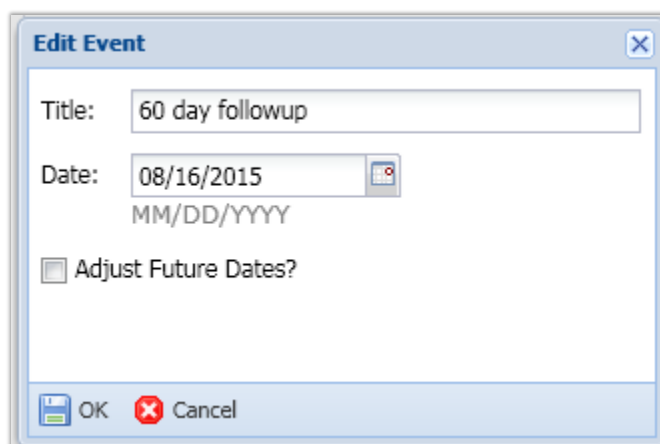 Edit Event
Title: 60 day followup
Date: 08/16/2015
MM/DD/YYYY
Adjust Future Dates?
OK Cancel